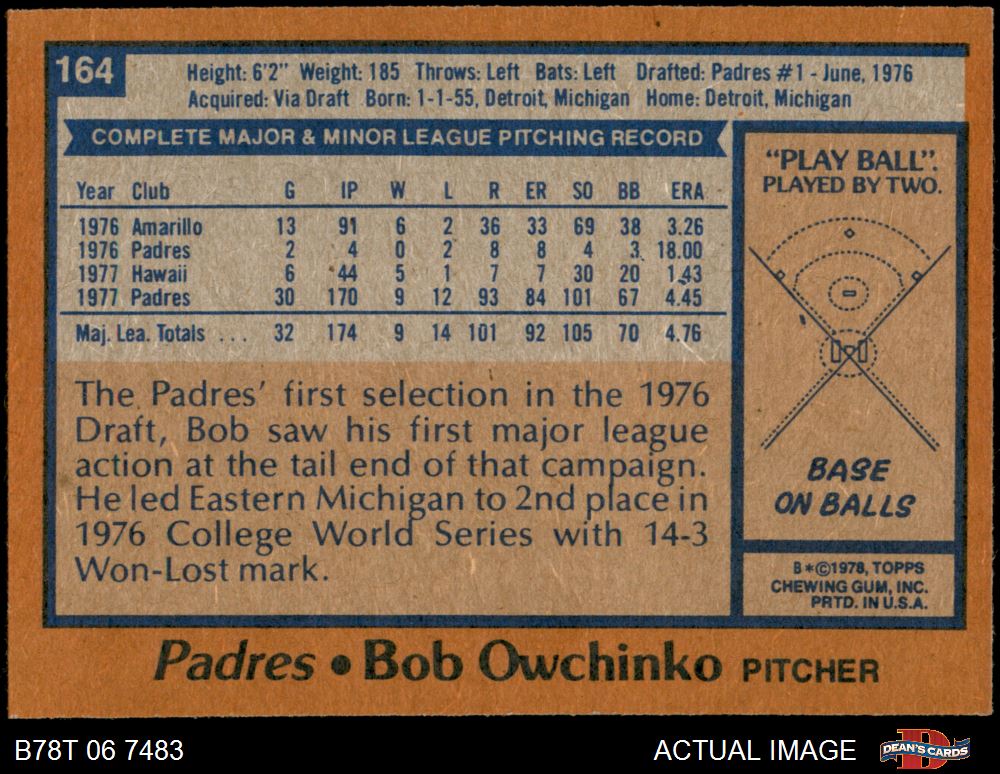 164
Height: 6'2" Weight: 185 Throws: Left Bats: Left Drafted: Padres #1 - June, 1976
Acquired: Via Draft Born: 1-1-55, Detroit, Michigan Home: Detroit, Michigan
COMPLETE MAJOR & MINOR LEAGUE PITCHING RECORD
Year Club G IP W L R ER SO BB ERA
1976 Amarillo 13 91 6 2 36 33 69 38 3.26
1976 Padres 2 4 0 2 8 8 4 3 18.00
1977 Hawaii 6 44 5 1 7 7 30 20 1.43
1977 Padres 30 170 9 12 93 84 101 67 4.45
Maj. Lea. Totals ... 32 174 9 14 101 92 105 70 4.76
The Padres' first selection in the 1976
Draft, Bob saw his first major league
action at the tail end of that campaign.
He led Eastern Michigan to 2nd place in
1976 College World Series with 14-3
Won-Lost mark.
"PLAY BALL".
PLAYED BY TWO.
BASE
ON BALLS
B*©1978, TOPPS
CHEWING GUM, INC.
PRTD. IN U.S.A.
Padres • Bob Owchinko PITCHER
B78T 06 7483
ACTUAL IMAGE
DEAN'S CARDS